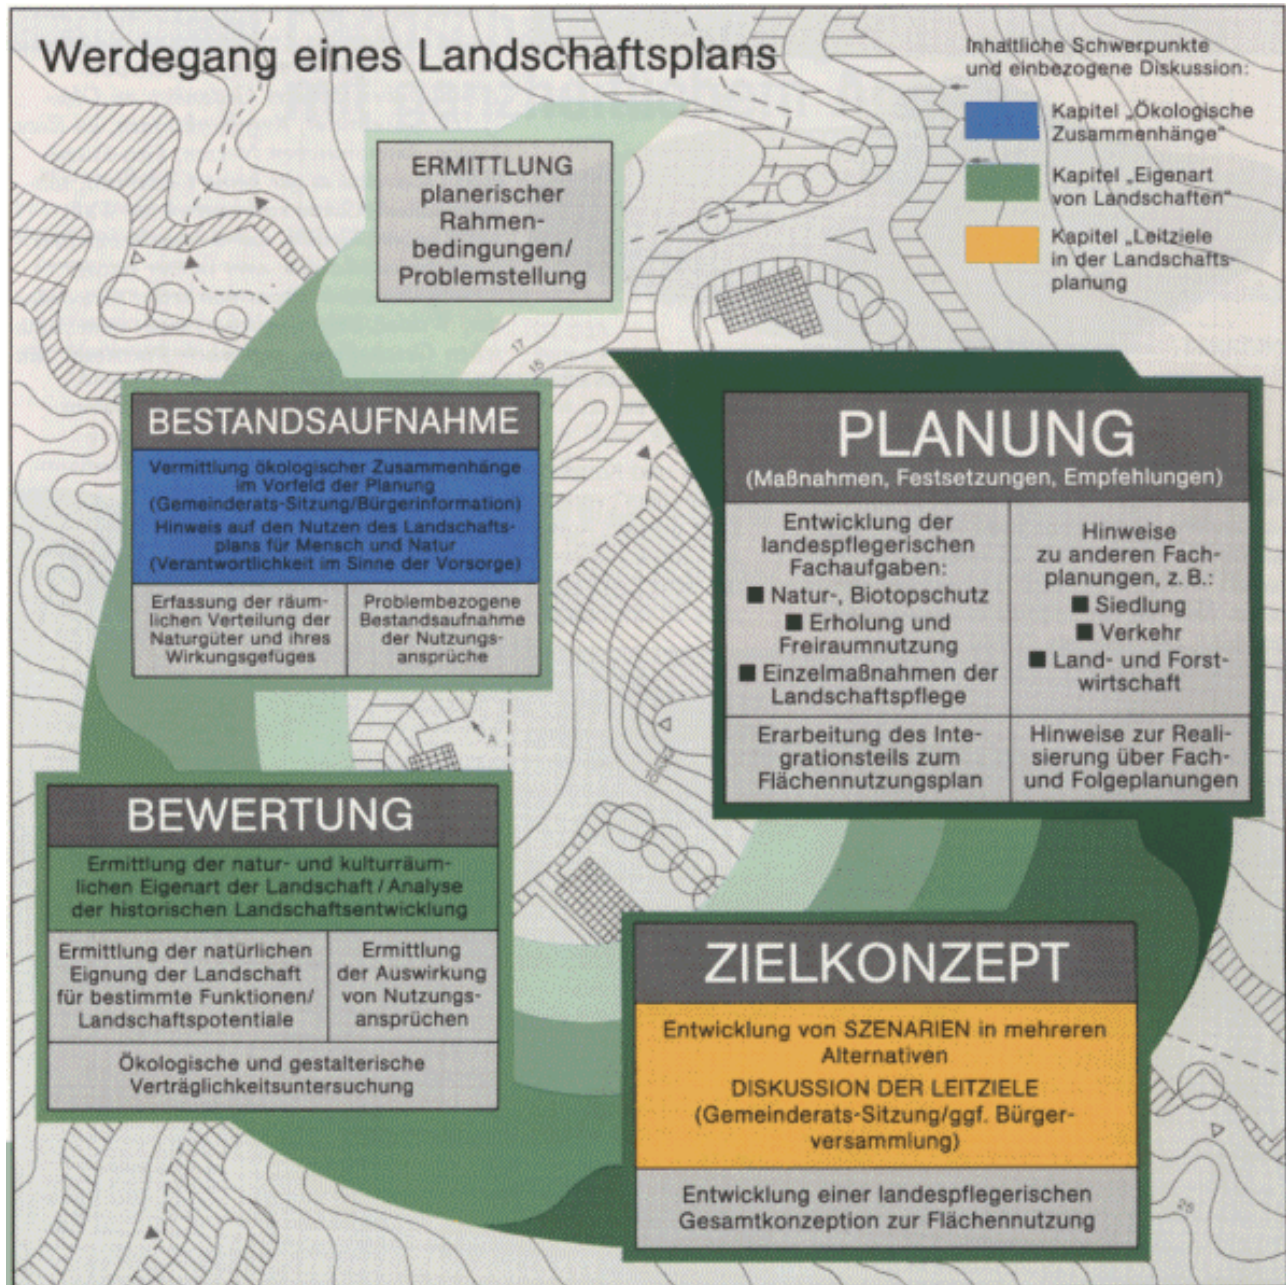 Werdegang eines Landschaftsplans
Inhaltliche Schwerpunkte
und einbezogene Diskussion:
Kapitel „Ökologische
Zusammenhänge“
Kapitel „Eigenart
von Landschaften“
Kapitel „Leitziele
in der Landschafts-
planung
ERMITTLUNG
planerischer
Rahmen-
bedingungen/
Problemstellung
17
15
BESTANDSAUFNAHME
Vermittlung ökologischer Zusammenhänge
im Vorfeld der Planung
(Gemeinderats-Sitzung/Bürgerinformation)
Hinweis auf den Nutzen des Landschafts-
plans für Mensch und Natur
(Verantwortlichkeit im Sinne der Vorsorge)
Erfassung der räum-
lichen Verteilung der
Naturgüter und ihres
Wirkungsgefüges
Problembezogene
Bestandsaufnahme
der Nutzungs-
ansprüche
A
BEWERTUNG
Ermittlung der natur- und kulturräum-
lichen Eigenart der Landschaft / Analyse
der historischen Landschaftsentwicklung
Ermittlung der natürlichen
Eignung der Landschaft
für bestimmte Funktionen/
Landschaftspotentiale
Ermittlung
der Auswirkung
von Nutzungs-
ansprüchen
Ökologische und gestalterische
Verträglichkeitsuntersuchung
ZIELKONZEPT
Entwicklung von SZENARIEN in mehreren
Alternativen
DISKUSSION DER LEITZIELE
(Gemeinderats-Sitzung/ggf. Bürger-
versammlung)
Entwicklung einer landespflegerischen
Gesamtkonzeption zur Flächennutzung
PLANUNG
(Maßnahmen, Festsetzungen, Empfehlungen)
Entwicklung der
landespflegerischen
Fachaufgaben:
■ Natur-, Biotopschutz
■ Erholung und
Freiraumnutzung
■ Einzelmaßnahmen der
Landschaftspflege
Hinweise
zu anderen Fach-
planungen, z. B.:
■ Siedlung
■ Verkehr
■ Land- und Forst-
wirtschaft
Erarbeitung des Inte-
grationsteils zum
Flächennutzungsplan
Hinweise zur Reali-
sierung über Fach-
und Folgeplanungen